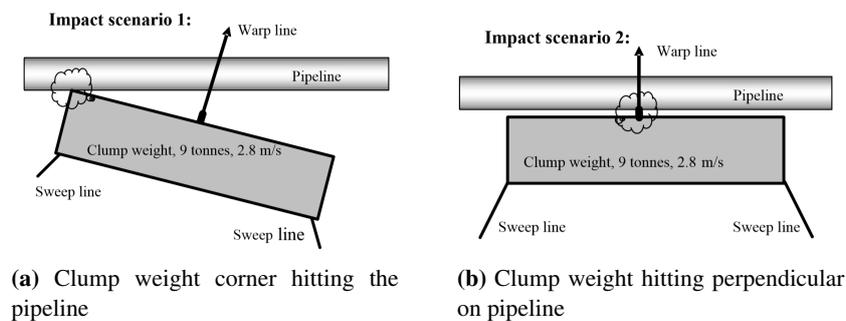 Impact scenario 1:
Warp line
Pipeline
Clump weight, 9 tonnes, 2.8 m/s
Sweep line
Sweep line
(a) Clump weight corner hitting the
pipeline
Impact scenario 2:
Warp line
Pipeline
Clump weight, 9 tonnes, 2.8 m/s
Sweep line
Sweep line
(b) Clump weight hitting perpendicular
on pipeline